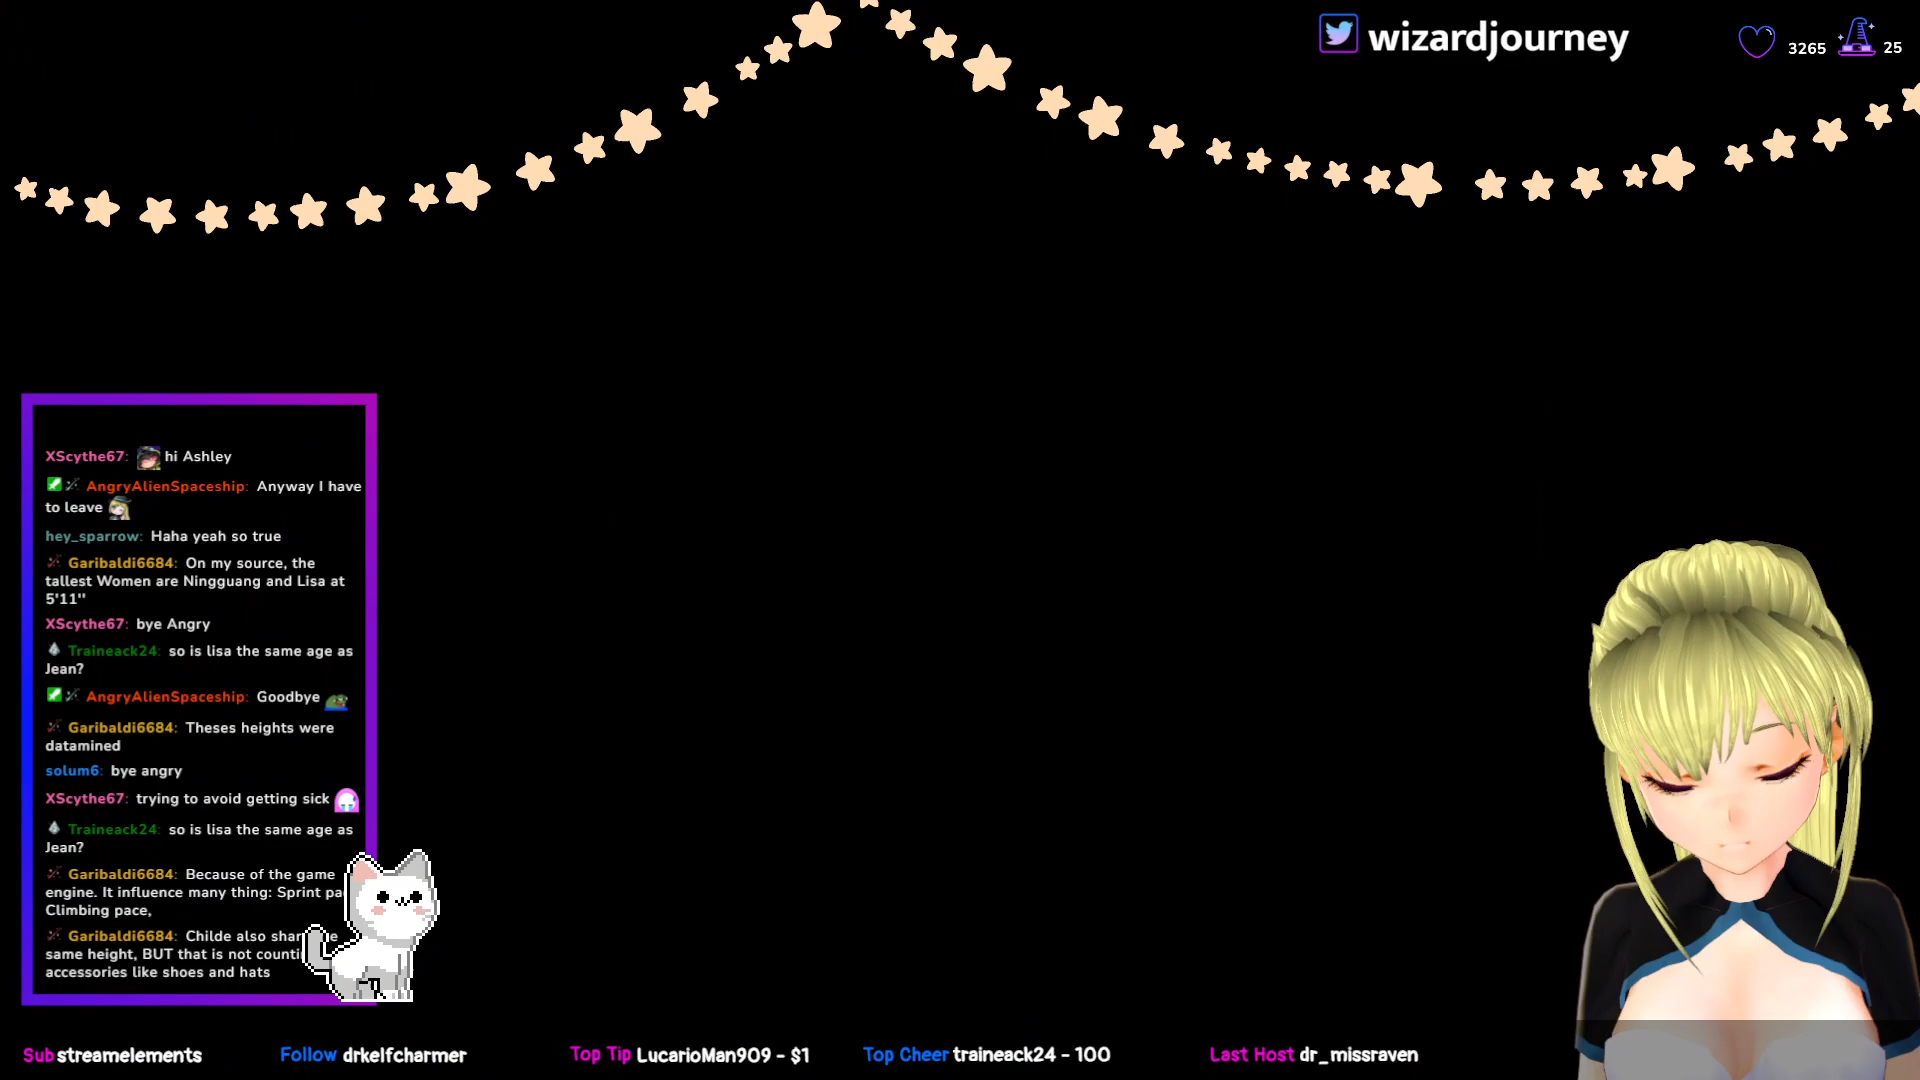 wizardjourney
3265
25
XScythe67: hi Ashley
AngryAlienSpaceship: Anyway I have
to leave
hey_sparrow: Haha yeah so true
Garibaldi6684: On my source, the
tallest Women are Ningguang and Lisa at
5'11''
XScythe67: bye Angry
Traineack24: so is lisa the same age as
Jean?
AngryAlienSpaceship: Goodbye
Garibaldi6684: Theses heights were
datamined
solum6: bye angry
XScythe67: trying to avoid getting sick
Traineack24: so is lisa the same age as
Jean?
Garibaldi6684: Because of the game
engine. It influence many thing: Sprint
Climbing pace,
Garibaldi6684: Childe also
same height, BUT that is not
accessories like shoes and hats
Sub streamelements
Follow drkelfcharmer
Top Tip LucarioMan909 - $1
Top Cheer traineack24 - 100
Last Host dr_missraven